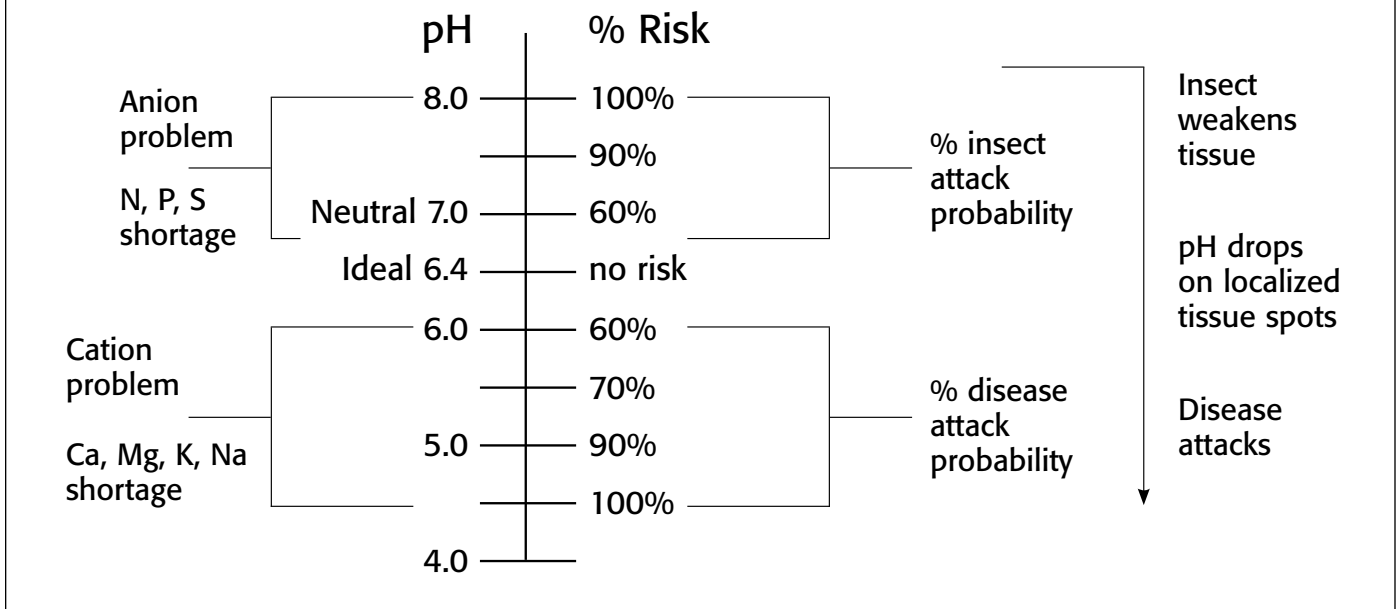 pH % Risk
Anion
problem
N, P, S
shortage
8.0 100%
90%
Neutral 7.0 60%
Ideal 6.4 no risk
6.0 60%
70%
5.0 90%
100%
4.0
Cation
problem
Ca, Mg, K, Na
shortage
% insect
attack
probability
% disease
attack
probability
Insect
weakens
tissue
pH drops
on localized
tissue spots
Disease
attacks